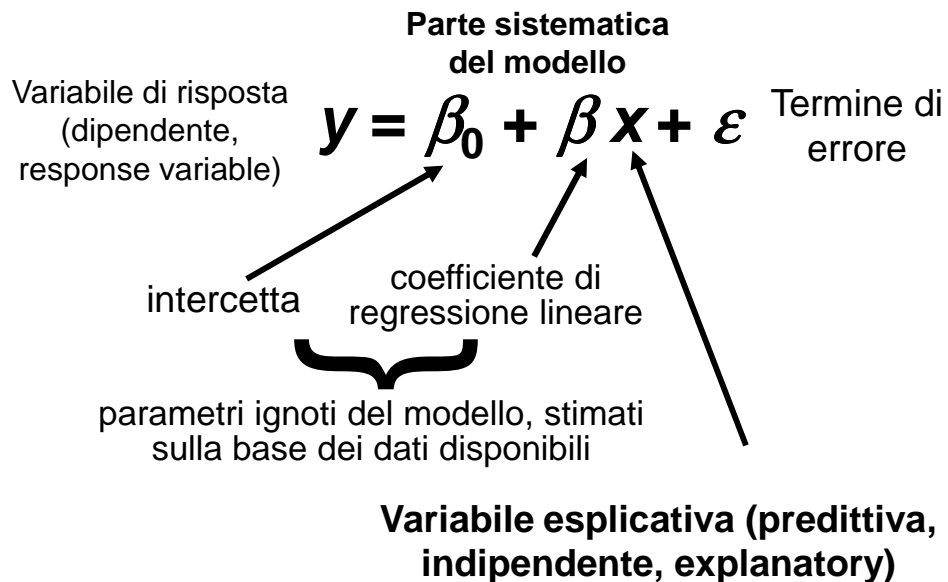 Parte sistematica
del modello
Variabile di risposta
(dipendente,
response variable)
y = β₀ + β x + ε
Termine di
errore
intercetta
coefficiente di
regressione lineare
parametri ignoti del modello, stimati
sulla base dei dati disponibili
Variabile esplicativa (predittiva,
indipendente, explanatory)